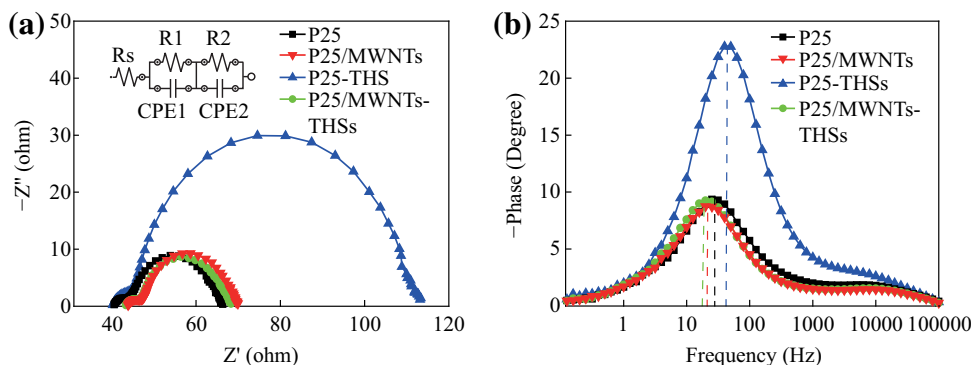 (a)
50
40
30
20
10
0
−Z″ (ohm)
40
60
80
100
120
Z′ (ohm)
Rs
R1
R2
CPE1
CPE2
P25
P25/MWNTs
P25-THS
P25/MWNTs-
THSs
(b)
25
20
15
10
5
0
−Phase (Degree)
1
10
100
1000
10000
100000
Frequency (Hz)
P25
P25/MWNTs
P25-THSs
P25/MWNTs-
THSs